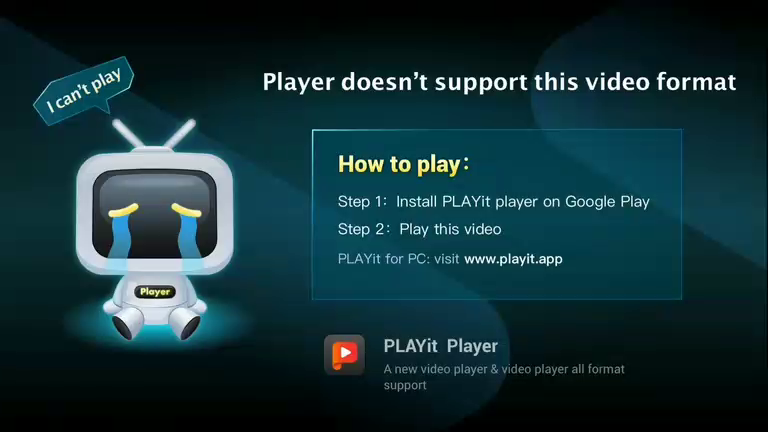 I can't play
Player doesn't support this video format
How to play:
Step 1: Install PLAYit player on Google Play
Step 2: Play this video
PLAYit for PC: visit www.playit.app
Player
PLAYit Player
A new video player & video player all format
support